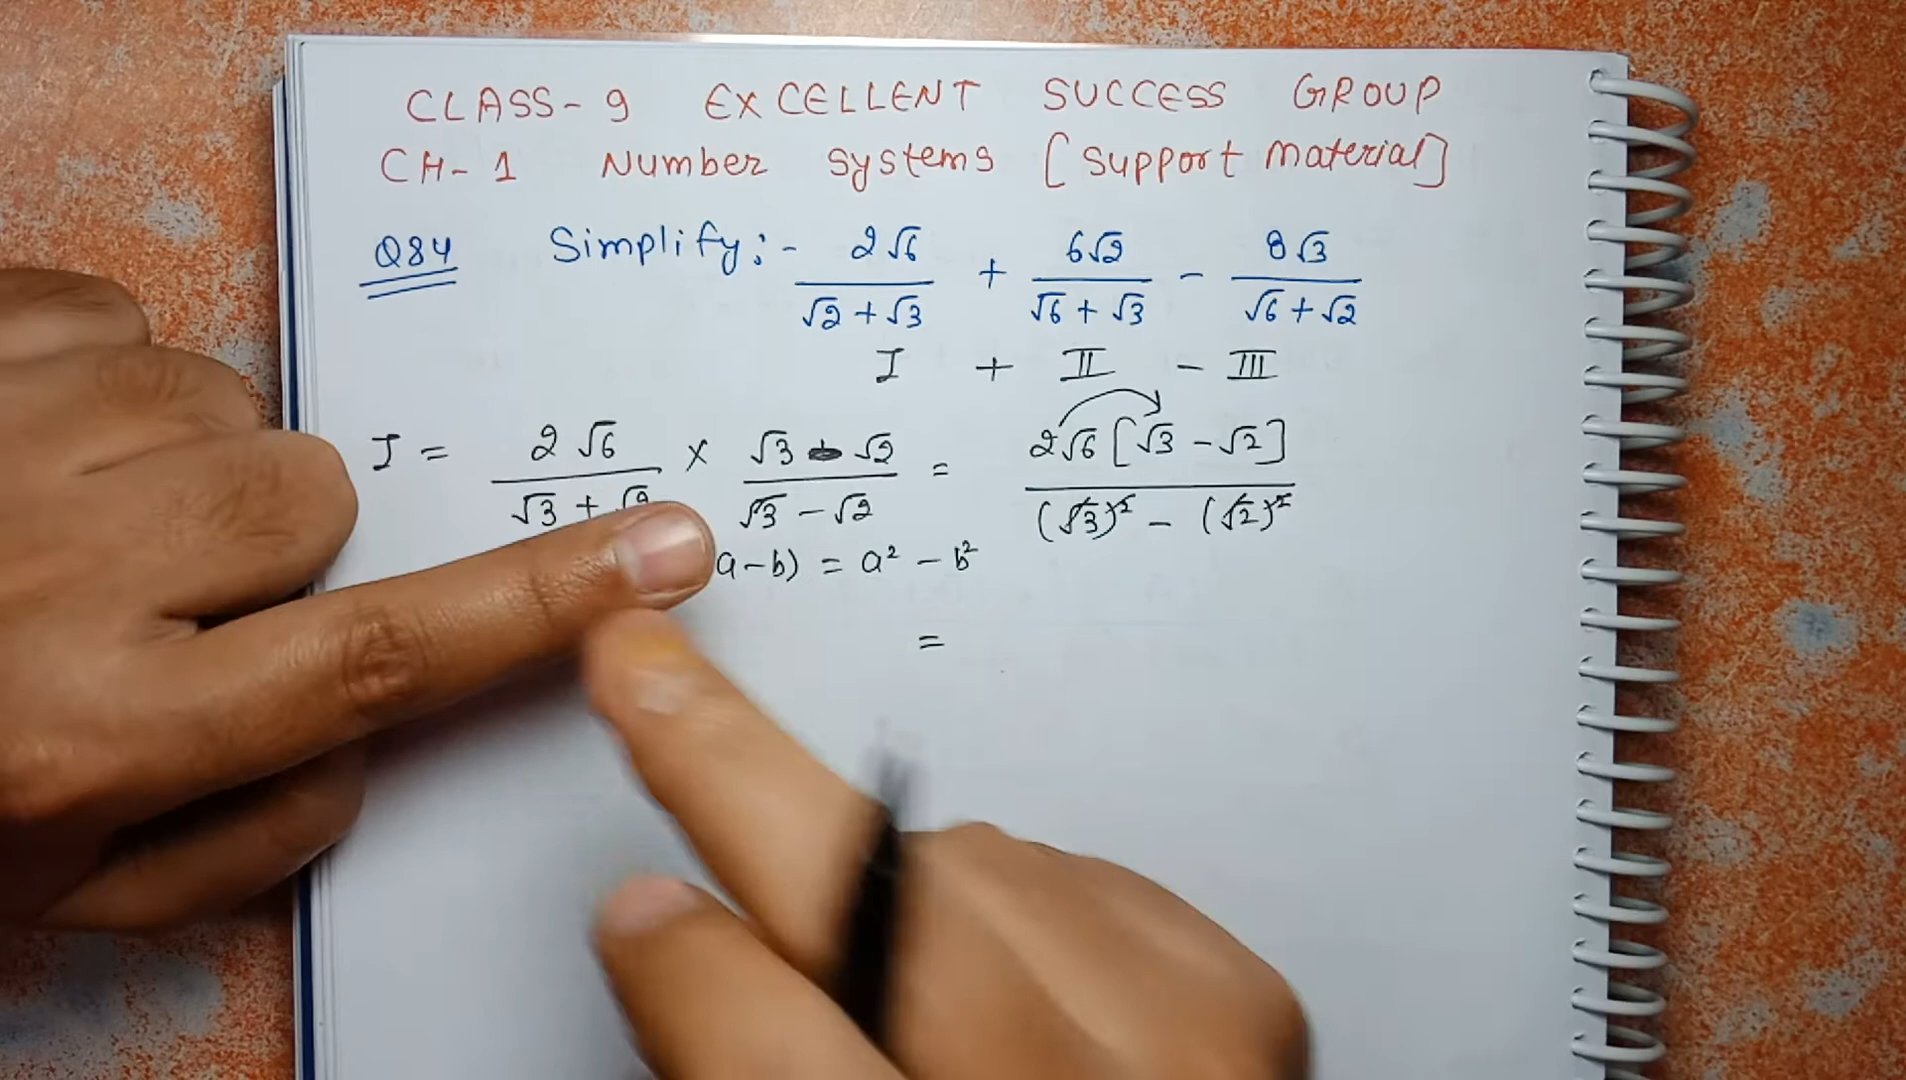 CLASS- 9 EXCELLENT SUCCESS GROUP
CH- 1 Number systems [support material]
Q84 Simplify:- 2√6/(√2+√3) + 6√2/(√6+√3) - 8√3/(√6+√2)
I + II - III
I = 2√6/(√3+√2) × (√3-√2)/(√3-√2) = 2√6[√3-√2]/((√3)² - (√2)²)
a-b) = a² - b²
=